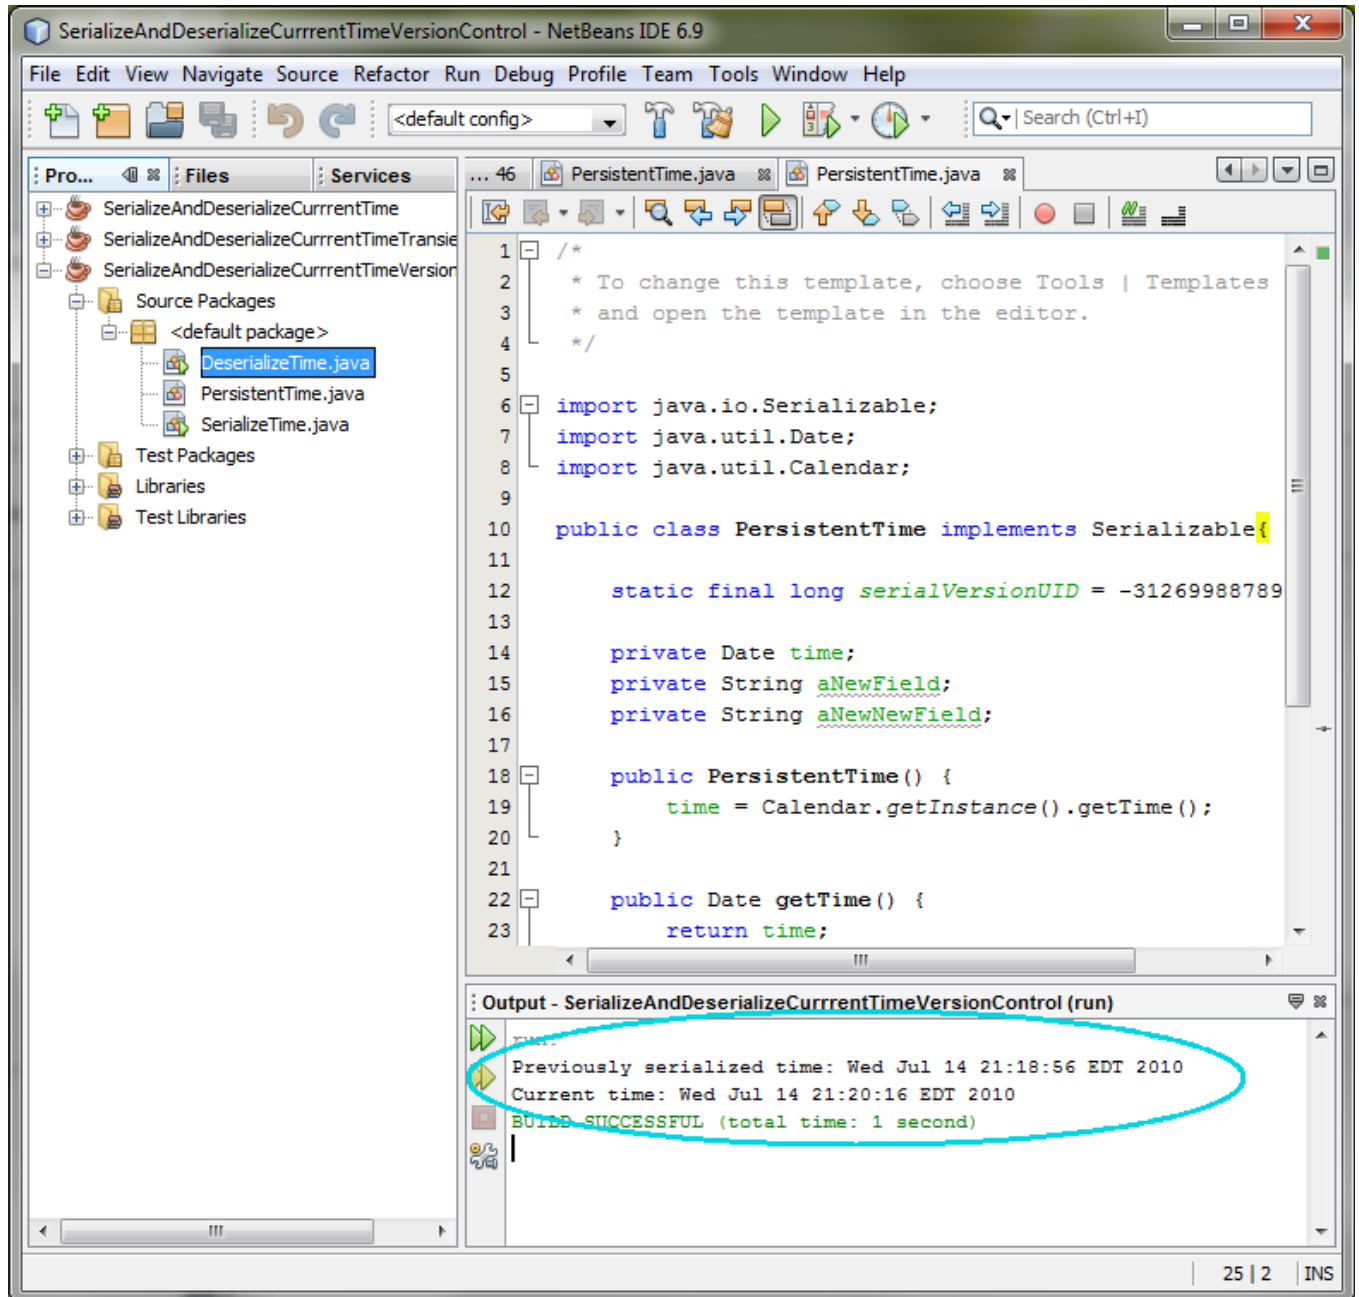 SerializeAndDeserializeCurrrentTimeVersionControl - NetBeans IDE 6.9
File Edit View Navigate Source Refactor Run Debug Profile Team Tools Window Help
<default config>
Search (Ctrl+I)
Pro... Files Services
SerializeAndDeserializeCurrrentTime
SerializeAndDeserializeCurrrentTimeTransie
SerializeAndDeserializeCurrrentTimeVersion
Source Packages
<default package>
DeserializeTime.java
PersistentTime.java
SerializeTime.java
Test Packages
Libraries
Test Libraries
... 46 PersistentTime.java PersistentTime.java
1 /*
2 * To change this template, choose Tools | Templates
3 * and open the template in the editor.
4 */
5
6 import java.io.Serializable;
7 import java.util.Date;
8 import java.util.Calendar;
9
10 public class PersistentTime implements Serializable{
11
12 static final long serialVersionUID = -31269988789
13
14 private Date time;
15 private String aNewField;
16 private String aNewNewField;
17
18 public PersistentTime() {
19 time = Calendar.getInstance().getTime();
20 }
21
22 public Date getTime() {
23 return time;
Output - SerializeAndDeserializeCurrrentTimeVersionControl (run)
run:
Previously serialized time: Wed Jul 14 21:18:56 EDT 2010
Current time: Wed Jul 14 21:20:16 EDT 2010
BUILD SUCCESSFUL (total time: 1 second)
25 | 2 INS